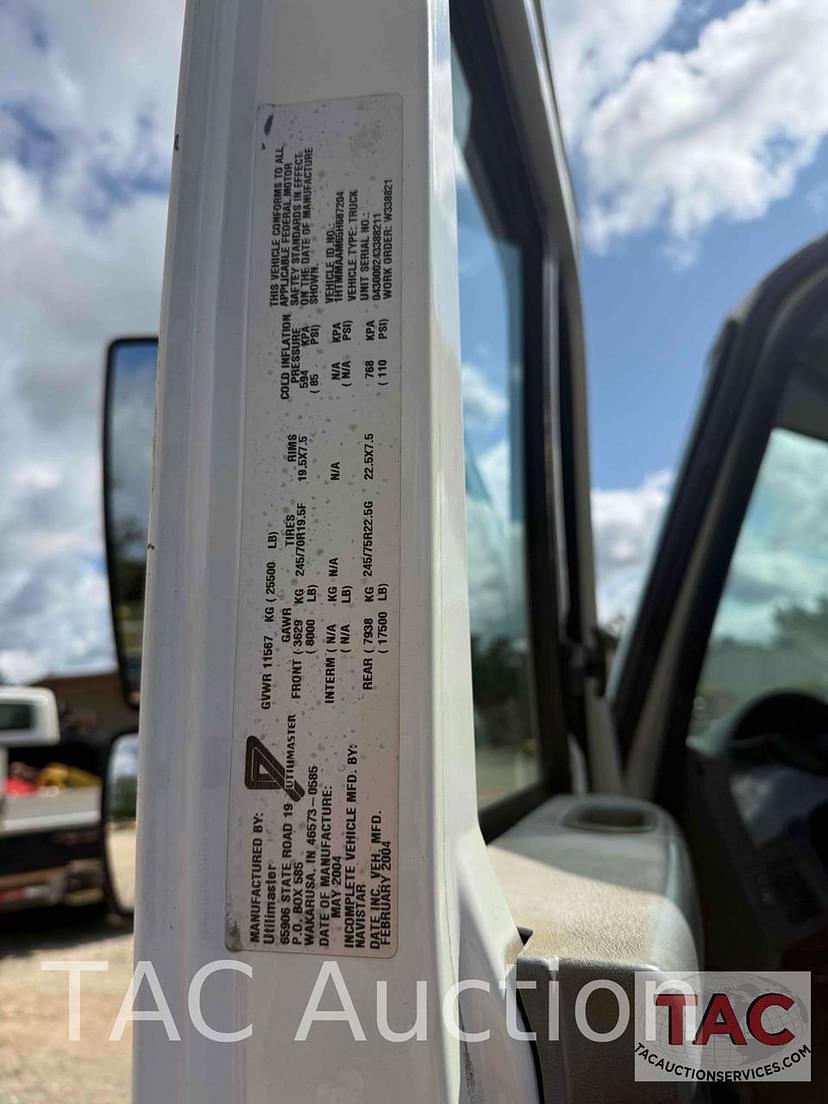 MANUFACTURED BY:
Utilimaster
65906 STATE ROAD 19
P.O. BOX 585
WAKARUSA, IN 46573-0585
DATE OF MANUFACTURE:
MAY 2004
INCOMPLETE VEHICLE MFD. BY:
NAVISTAR
DATE INC. VEH. MFD.
FEBRUARY 2004
UTILIMASTER
GVWR 11567 KG ( 25500 LB)
GAWR TIRES RIMS COLD INFLATION PRESSURE
FRONT ( 3629 KG 245/70R19.5F 19.5X7.5 594 KPA
( 8000 LB) ( 85 PSI)
INTERM ( N/A KG N/A N/A N/A KPA
( N/A LB) ( N/A PSI)
REAR ( 7938 KG 245/75R22.5G 22.5X7.5 768 KPA
( 17500 LB) ( 110 PSI)
THIS VEHICLE CONFORMS TO ALL
APPLICABLE FEDERAL MOTOR
SAFTEY STANDARDS IN EFFECT
ON THE DATE OF MANUFACTURE
SHOWN.
VEHICLE ID NO.:
1HTMMAAM65H687204
VEHICLE TYPE: TRUCK
UNIT SERIAL NO.:
043000243388211
WORK ORDER: W338821
TAC Auction
TAC
TACAUCTIONSERVICES.COM